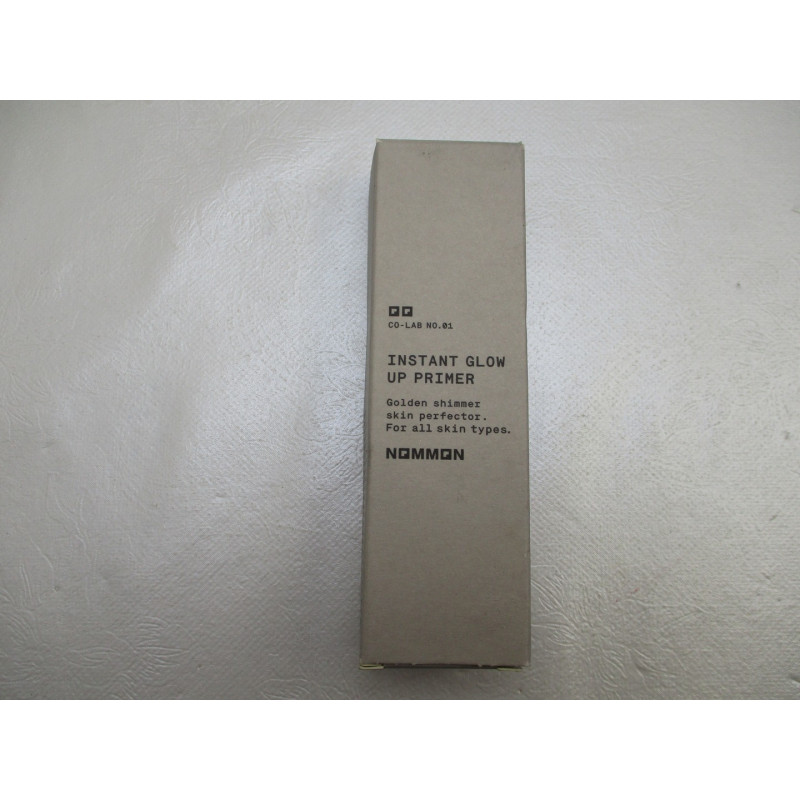 CO-LAB NO.01
INSTANT GLOW
UP PRIMER
Golden shimmer
skin perfector.
For all skin types.
NOMMON